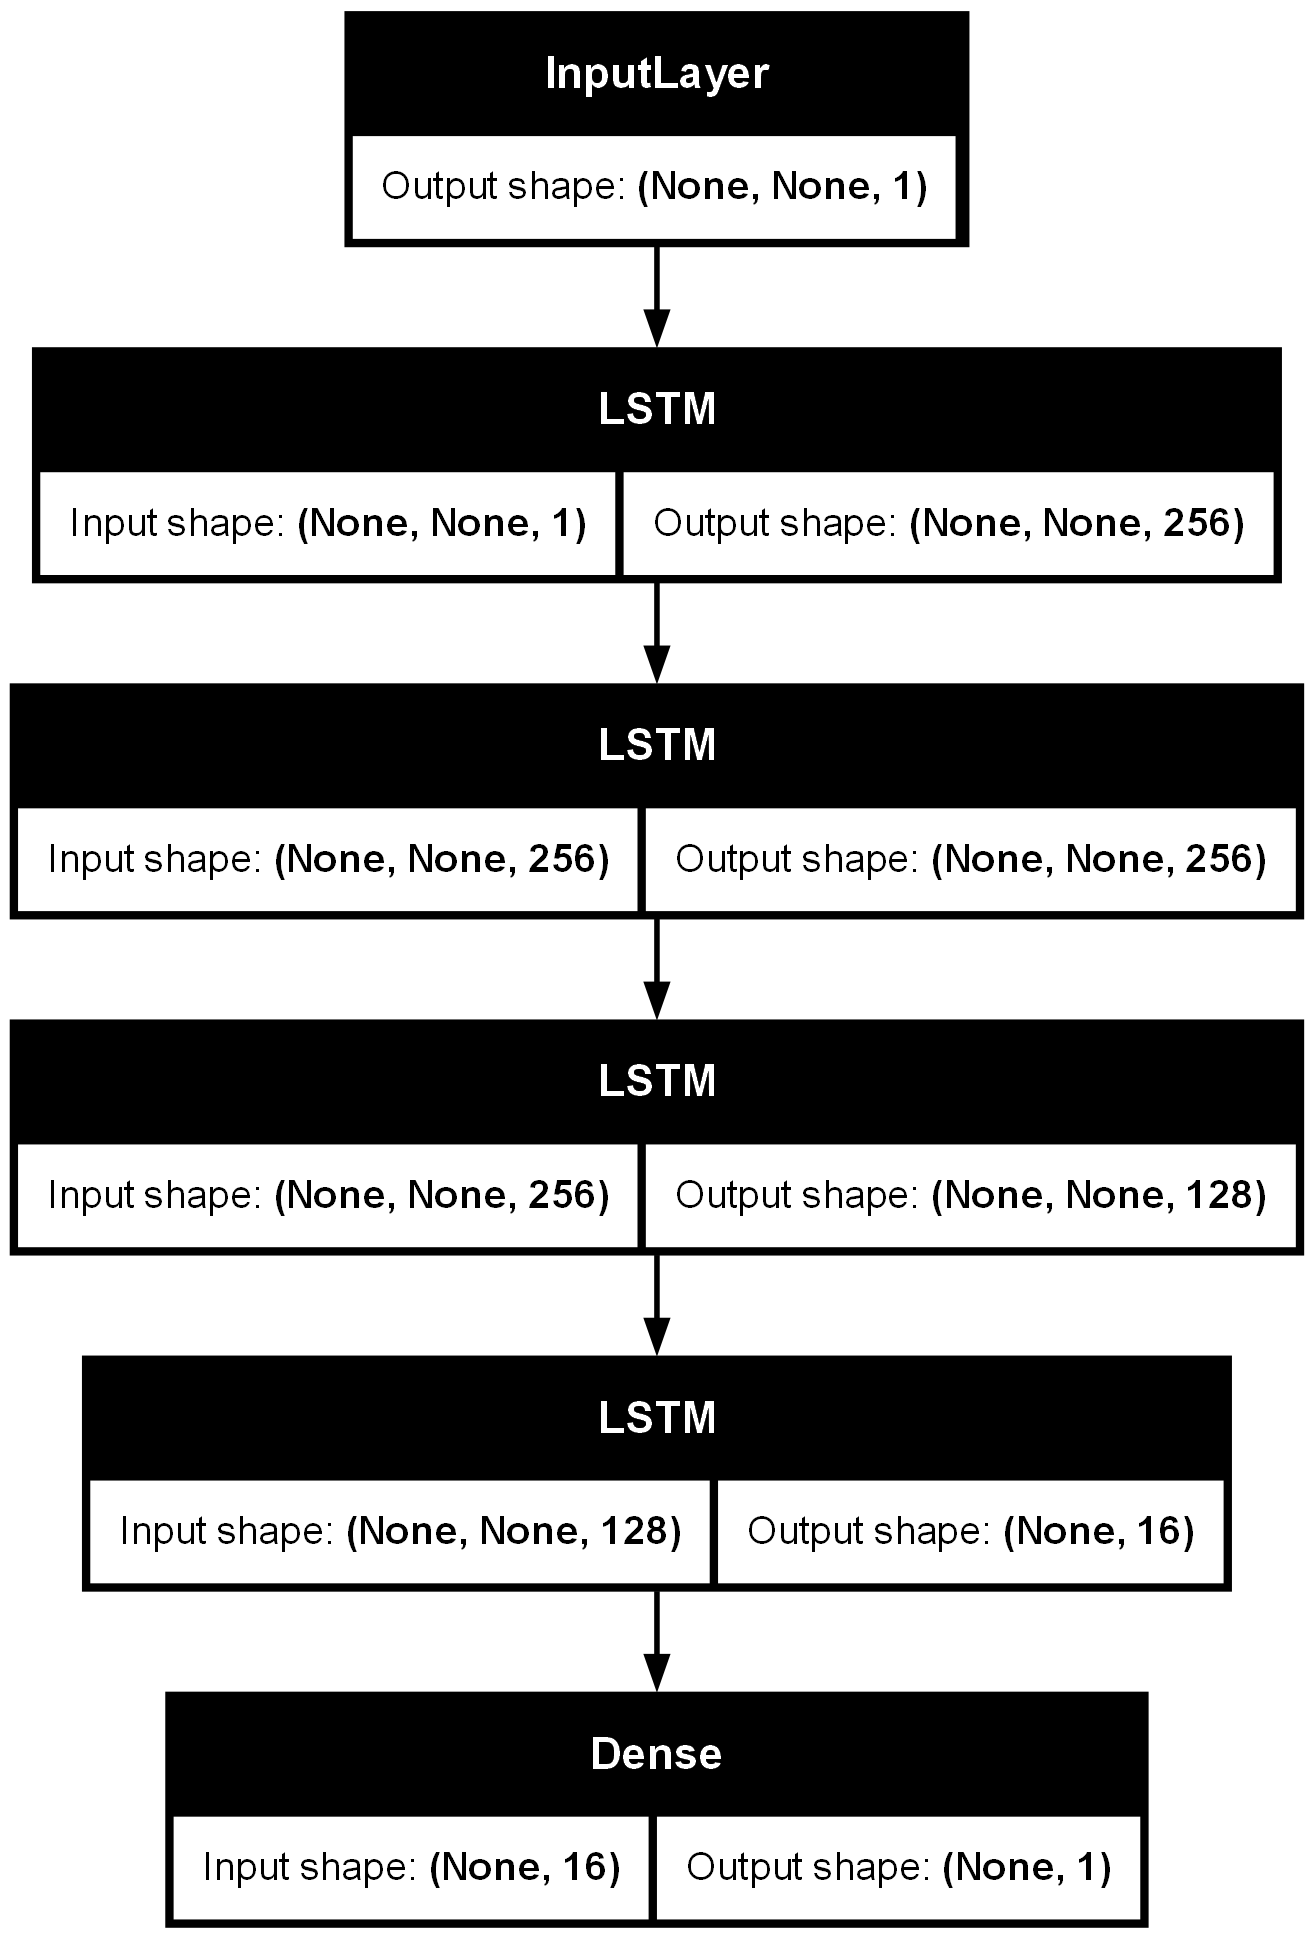 InputLayer
Output shape: (None, None, 1)
LSTM
Input shape: (None, None, 1) Output shape: (None, None, 256)
LSTM
Input shape: (None, None, 256) Output shape: (None, None, 256)
LSTM
Input shape: (None, None, 256) Output shape: (None, None, 128)
LSTM
Input shape: (None, None, 128) Output shape: (None, 16)
Dense
Input shape: (None, 16) Output shape: (None, 1)